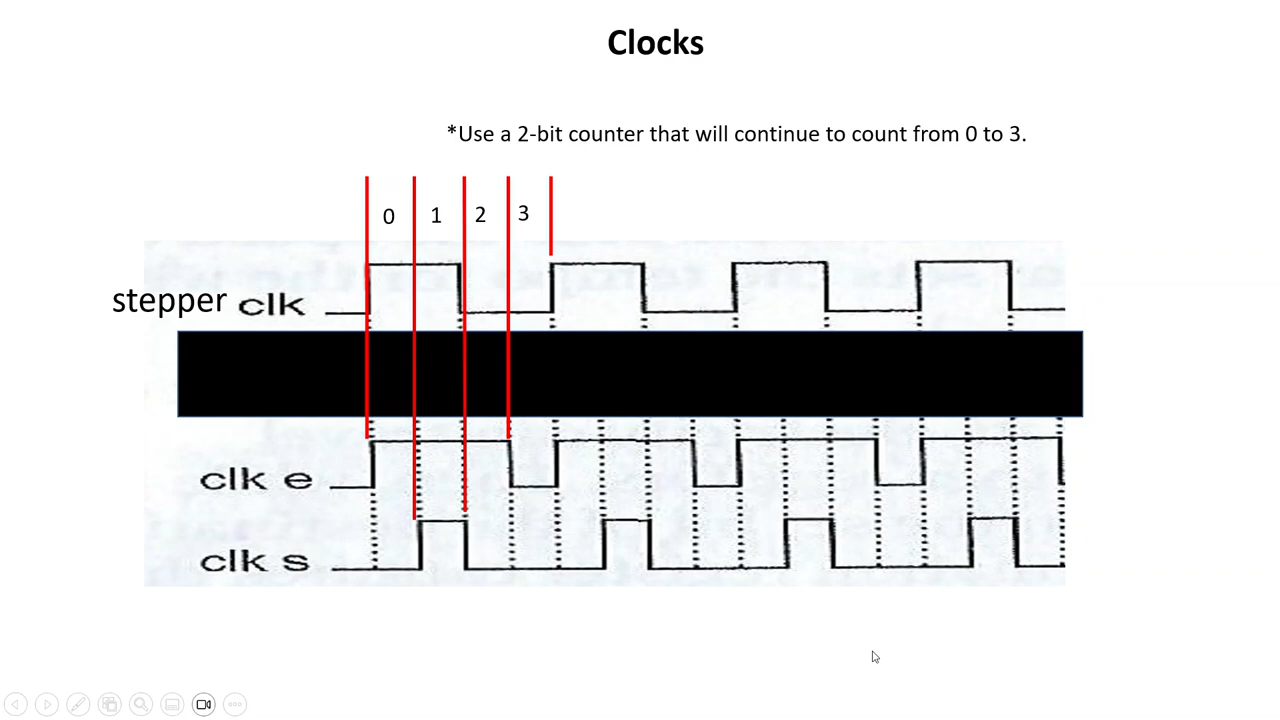 Clocks
*Use a 2-bit counter that will continue to count from 0 to 3.
0 1 2 3
stepper clk
clk e
clk s